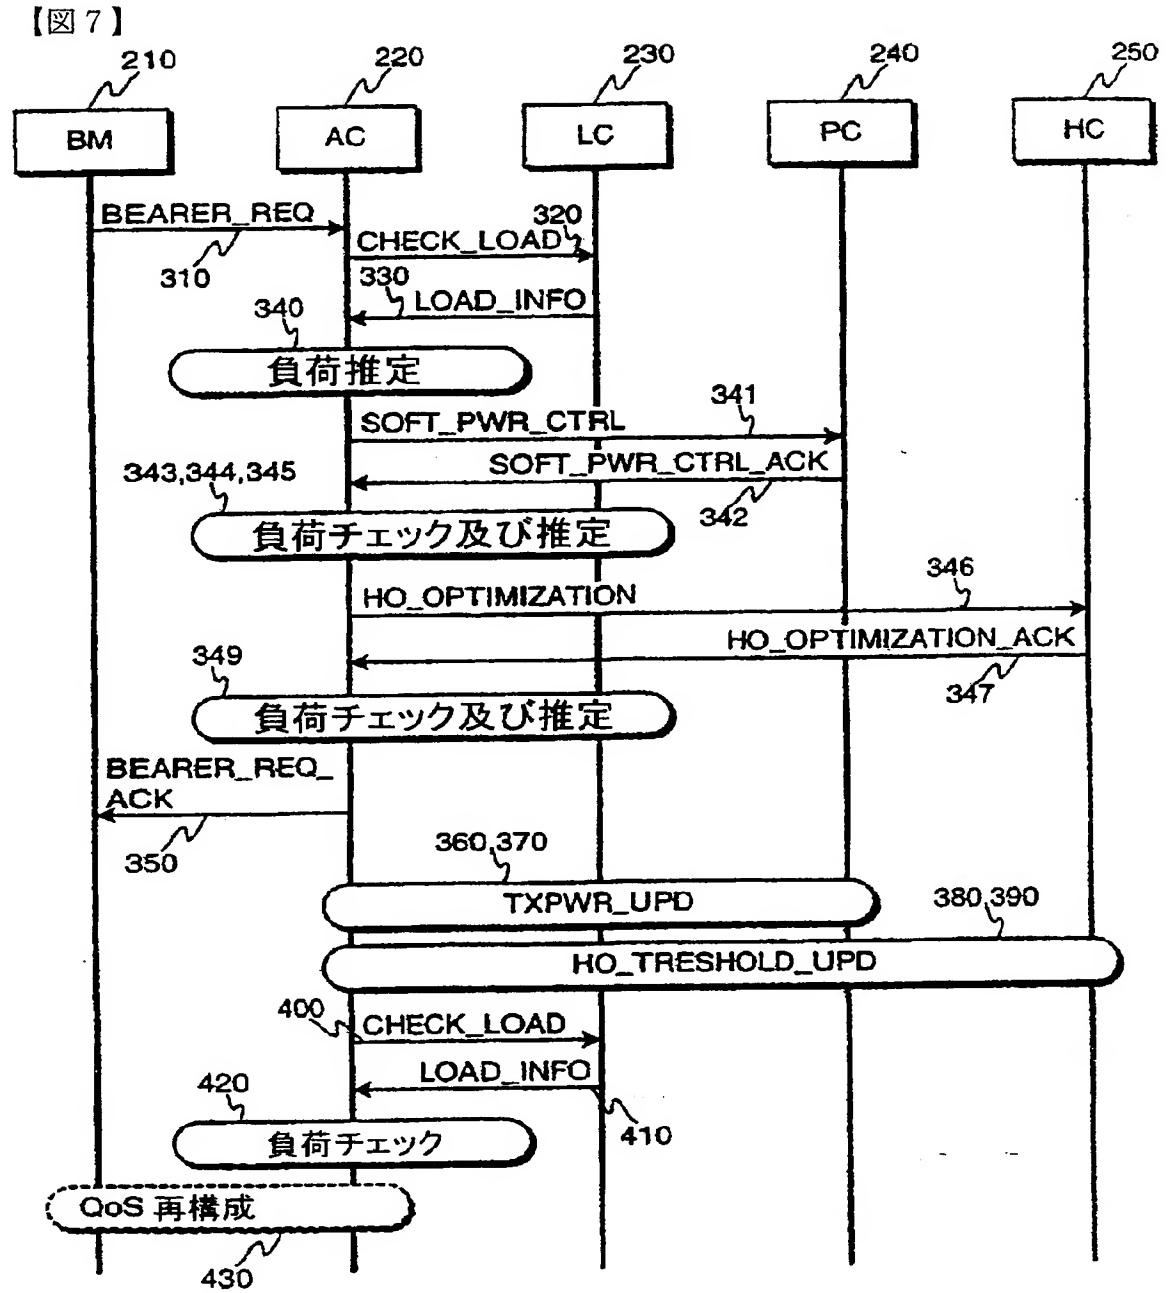 【図7】
210
220
230
240
250
BM
AC
LC
PC
HC
BEARER_REQ
310
CHECK_LOAD
320
330
LOAD_INFO
340
負荷推定
SOFT_PWR_CTRL
341
SOFT_PWR_CTRL_ACK
342
343,344,345
負荷チェック及び推定
HO_OPTIMIZATION
346
HO_OPTIMIZATION_ACK
347
349
負荷チェック及び推定
BEARER_REQ_
ACK
350
360,370
TXPWR_UPD
380,390
HO_TRESHOLD_UPD
400
CHECK_LOAD
LOAD_INFO
410
420
負荷チェック
QoS 再構成
430